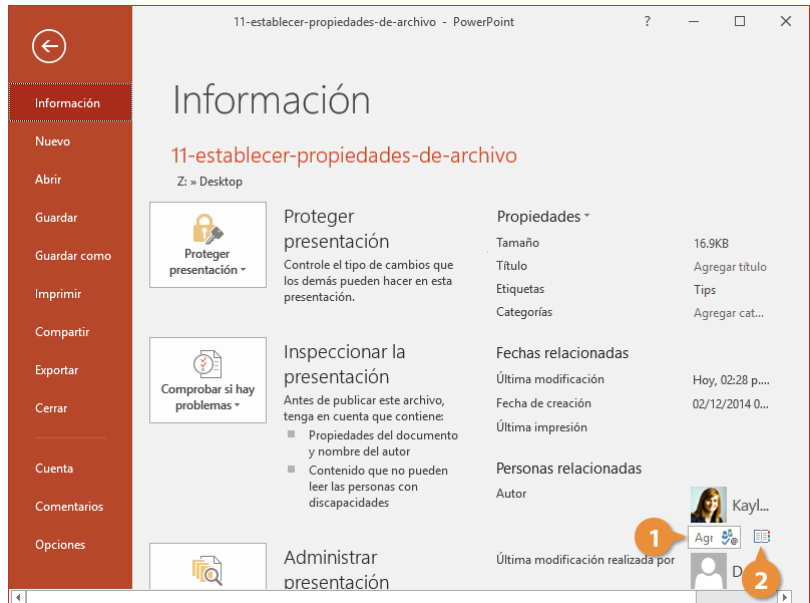 11-establecer-propiedades-de-archivo - PowerPoint ?
Información
Nuevo
Abrir
Guardar
Guardar como
Imprimir
Compartir
Exportar
Cerrar
Cuenta
Comentarios
Opciones
Información
11-establecer-propiedades-de-archivo
Z: » Desktop
Proteger
presentación
Proteger
presentación
Controle el tipo de cambios que
los demás pueden hacer en esta
presentación.
Comprobar si hay
problemas
Inspeccionar la
presentación
Antes de publicar este archivo,
tenga en cuenta que contiene:
Propiedades del documento
y nombre del autor
Contenido que no pueden
leer las personas con
discapacidades
Administrar
presentación
Propiedades
Tamaño 16.9KB
Título Agregar título
Etiquetas Tips
Categorías Agregar cat...
Fechas relacionadas
Última modificación Hoy, 02:28 p....
Fecha de creación 02/12/2014 0...
Última impresión
Personas relacionadas
Autor
Kayl...
1 Agr
Última modificación realizada por D
2